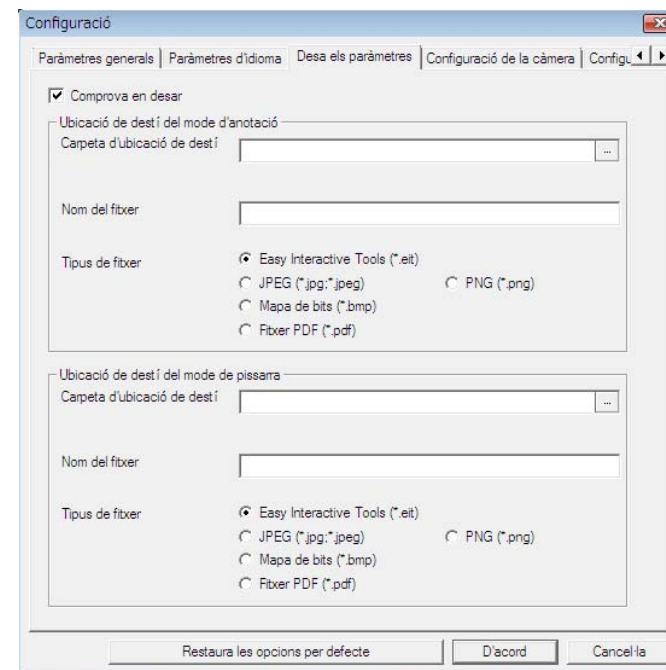 Configuració
Paràmetres generals Paràmetres d'idioma Desa els paràmetres Configuració de la càmera Configu
Comprova en desar
Ubicació de destí del mode d'anotació
Carpeta d'ubicació de destí ...
Nom del fitxer
Tipus de fitxer Easy Interactive Tools (*.eit)
JPEG (*.jpg;*.jpeg) PNG (*.png)
Mapa de bits (*.bmp)
Fitxer PDF (*.pdf)
Ubicació de destí del mode de pissarra
Carpeta d'ubicació de destí ...
Nom del fitxer
Tipus de fitxer Easy Interactive Tools (*.eit)
JPEG (*.jpg;*.jpeg) PNG (*.png)
Mapa de bits (*.bmp)
Fitxer PDF (*.pdf)
Restaura les opcions per defecte D'acord Cancel·la